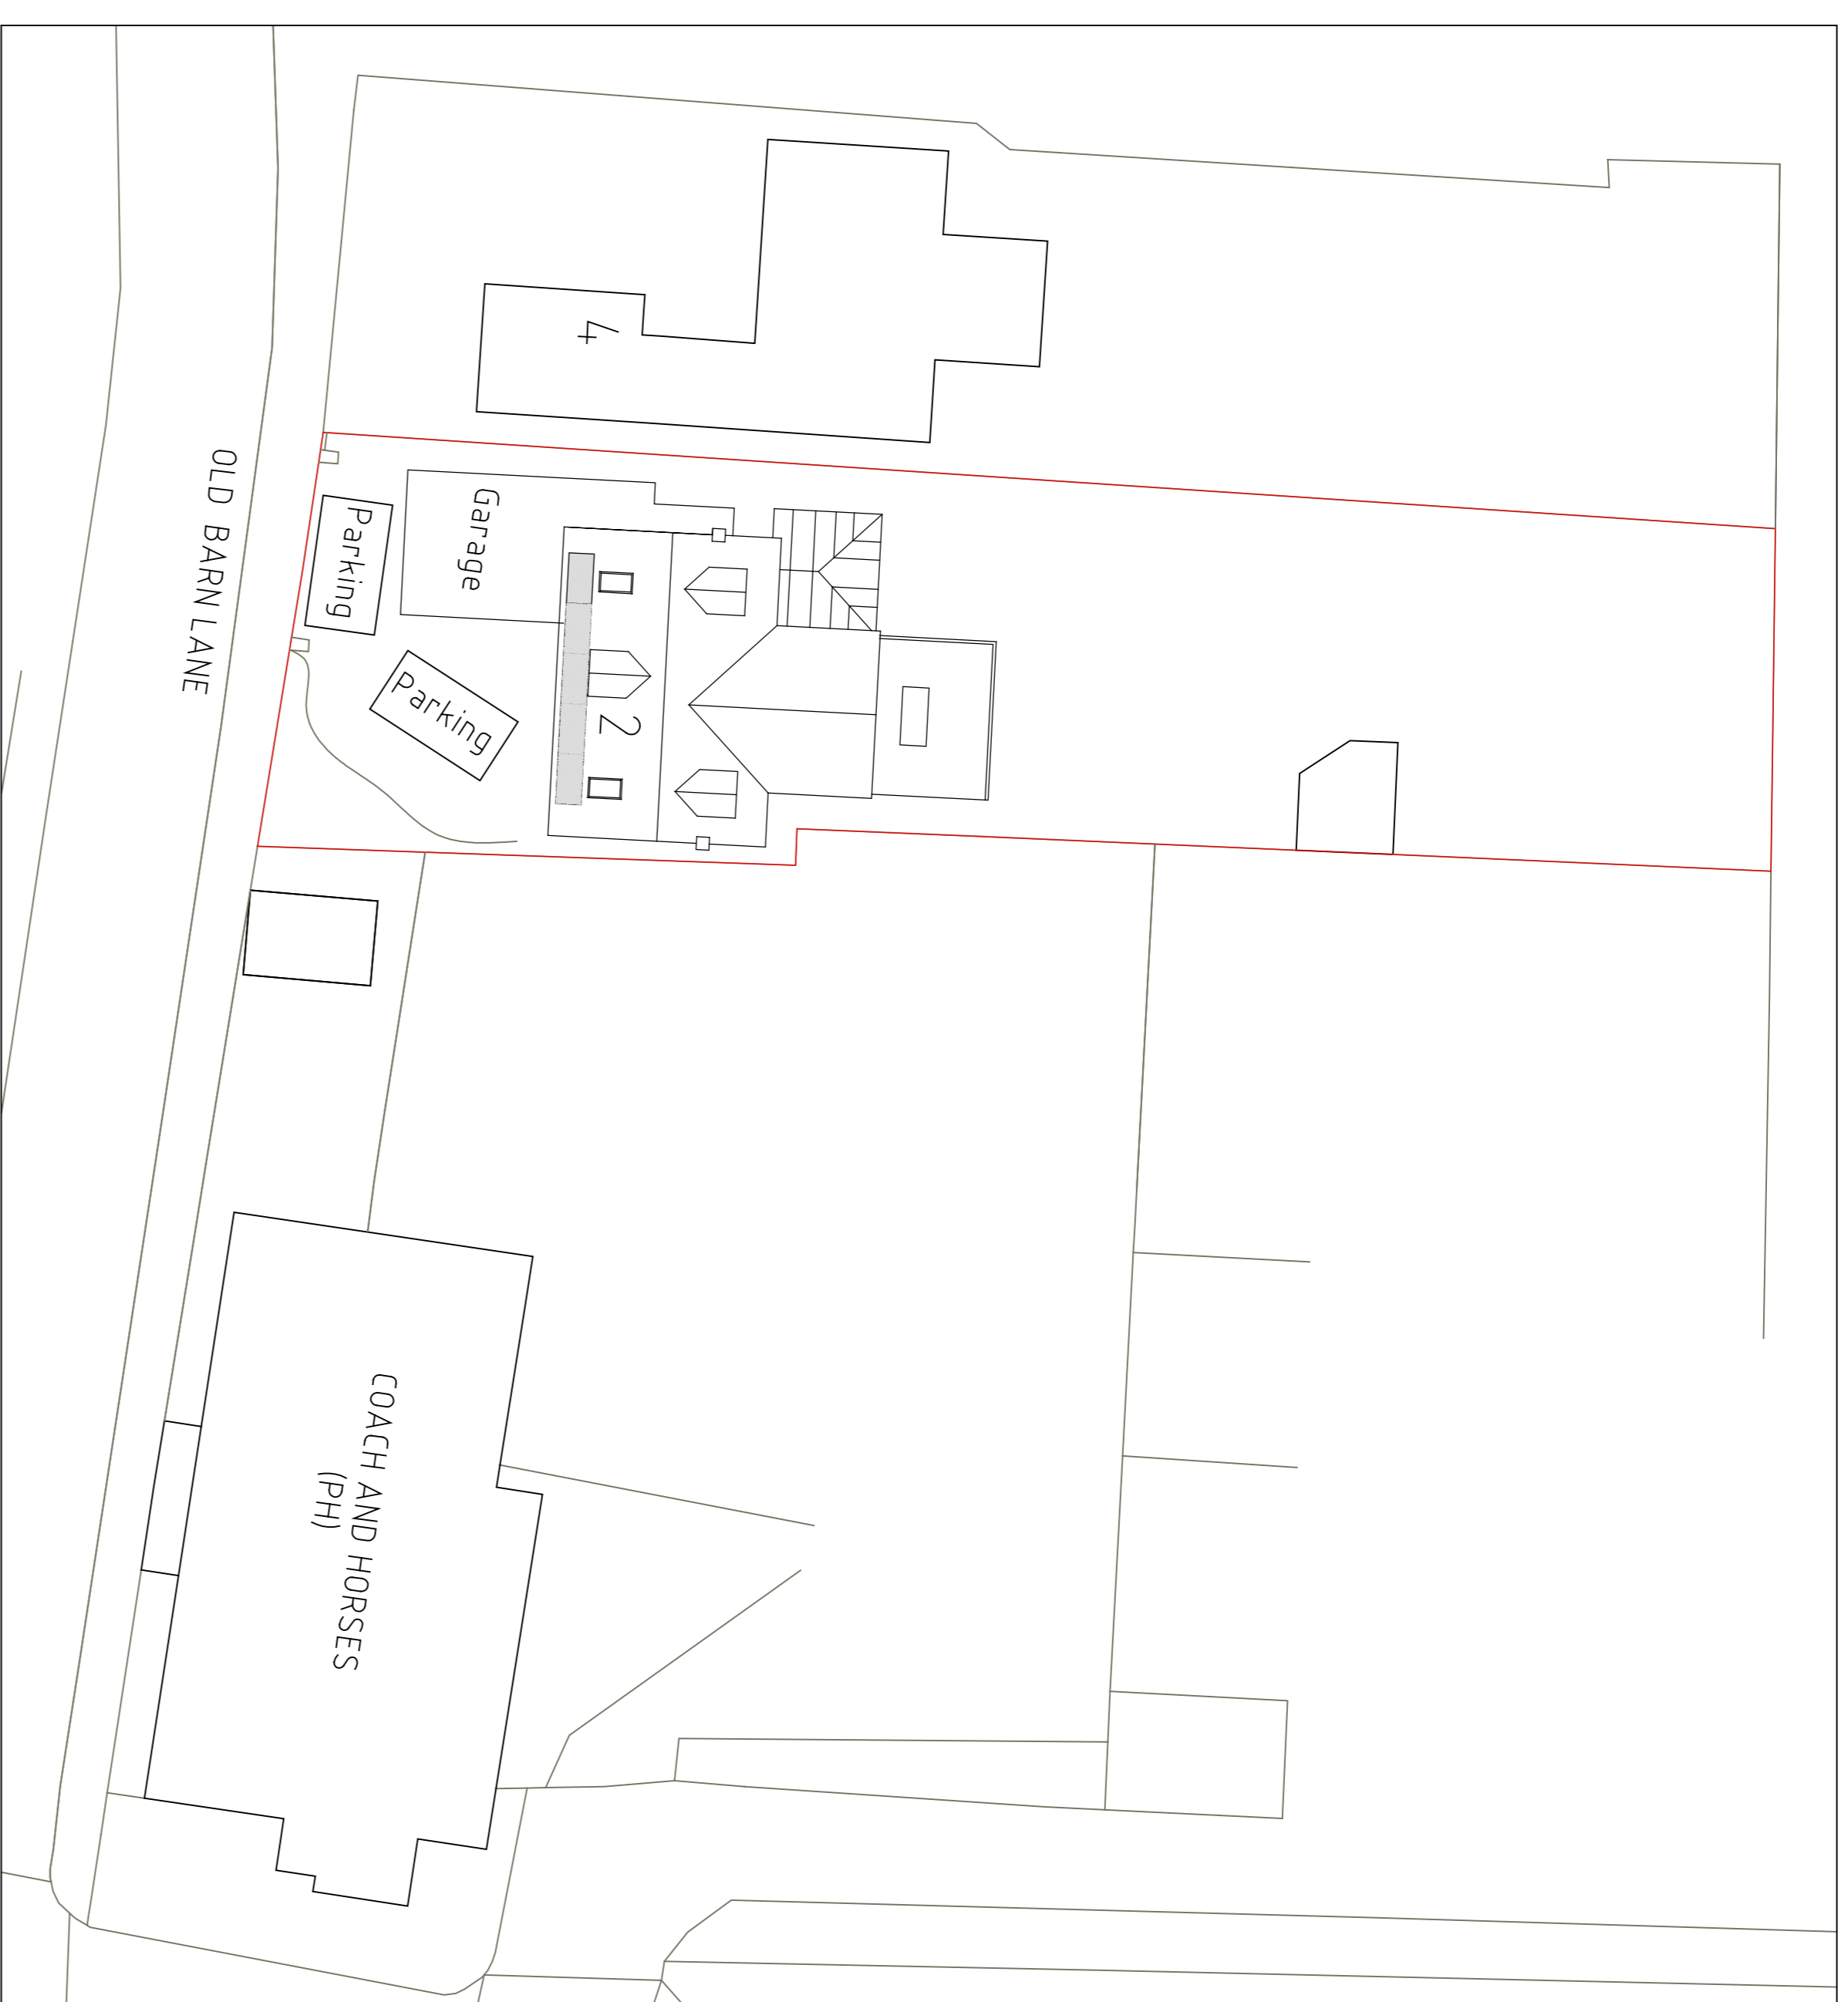 4
OLD BARN LANE
Parking
Garage
Parking
2
COACH AND HORSES
(PH)